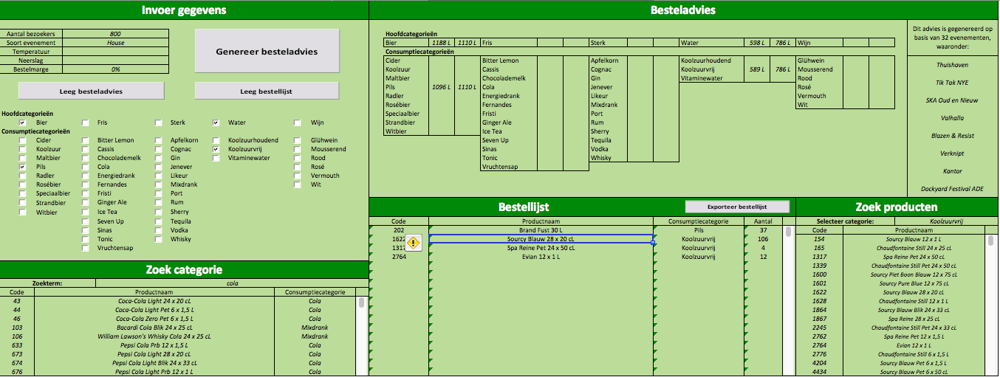 Invoer gegevens
Aantal bezoekers 800
Soort evenement House
Temperatuur
Neerslag
Bestelmarge 0%
Genereer besteladvies
Leeg besteladvies
Leeg bestellijst
Hoofdcategorieën
Bier Fris Sterk Water Wijn
Consumptiecategorieën
Cider Bitter Lemon Apfelkorn Koolzuurhoudend Glühwein
Koolzuur Cassis Cognac Koolzuurvrij Mousserend
Maltbier Chocolademelk Gin Vitaminewater Rood
Pils Cola Jenever Rosé
Radler Energiedrank Likeur Vermouth
Rosébier Fernandes Mixdrank Wit
Speciaalbier Fristi Port
Strandbier Ginger Ale Rum
Witbier Ice Tea Sherry
Seven Up Tequila
Sinas Vodka
Tonic Whisky
Vruchtensap
Zoek categorie
Zoekterm: cola
Code Productnaam Consumptiecategorie
43 Coca-Cola Light 24 x 20 cL Cola
44 Coca-Cola Light Pet 6 x 1,5 L Cola
46 Coca-Cola Zero Pet 6 x 1,5 L Cola
103 Bacardi Cola Blik 24 x 25 cL Mixdrank
106 William Lawson's Whisky Cola 24 x 25 cL Mixdrank
633 Pepsi Cola Prb 12 x 1,5 L Cola
673 Pepsi Cola Light 28 x 20 cL Cola
674 Pepsi Cola Light Blik 24 x 33 cL Cola
676 Pepsi Cola Light Prb 12 x 1 L Cola
Besteladvies
Hoofdcategorieën
Bier 1188 L 1110 L Fris Sterk Water 598 L 786 L Wijn
Consumptiecategorieën
Cider Bitter Lemon Apfelkorn Koolzuurhoudend Glühwein
Koolzuur Cassis Cognac Koolzuurvrij 589 L 786 L Mousserend
Maltbier Chocolademelk Gin Vitaminewater Rood
Pils 1096 L 1110 L Cola Jenever Rosé
Radler Energiedrank Likeur Vermouth
Rosébier Fernandes Mixdrank Wit
Speciaalbier Fristi Port
Strandbier Ginger Ale Rum
Witbier Ice Tea Sherry
Seven Up Tequila
Sinas Vodka
Tonic Whisky
Vruchtensap
Dit advies is gegenereerd op
basis van 32 evenementen,
waaronder:
Thuishaven
Tik Tak NYE
SKA Oud en Nieuw
Valhalla
Blazen & Resist
Verknipt
Kantor
Dockyard Festival ADE
Bestellijst
Exporteer bestellijst
Code Productnaam Consumptiecategorie Aantal
202 Brand Fust 30 L Pils 37
1622 Sourcy Blauw 28 x 20 cL Koolzuurvrij 106
1317 Spa Reine Pet 24 x 50 cL Koolzuurvrij 4
2764 Evian 12 x 1 L Koolzuurvrij 12
Zoek producten
Selecteer categorie: Koolzuurvrij
Code Productnaam
154 Sourcy Blauw 12 x 1 L
165 Chaudfontaine Still 24 x 25 cL
1317 Spa Reine Pet 24 x 50 cL
1339 Chaudfontaine Still Pet 24 x 50 cL
1600 Sourcy Piet Boon Blauw 12 x 75 cL
1601 Sourcy Pure Blue 12 x 75 cL
1622 Sourcy Blauw 28 x 20 cL
1628 Chaudfontaine Still 12 x 1 L
1864 Sourcy Blauw Blik 24 x 33 cL
1867 Spa Reine 28 x 25 cL
2245 Chaudfontaine Still Pet 24 x 33 cL
2762 Spa Reine Pet 12 x 1,5 L
2764 Evian 12 x 1 L
2776 Chaudfontaine Still 6 x 1,5 L
4204 Sourcy Blauw Pet 6 x 1,5 L
4434 Sourcy Blauw Pet 6 x 50 cL